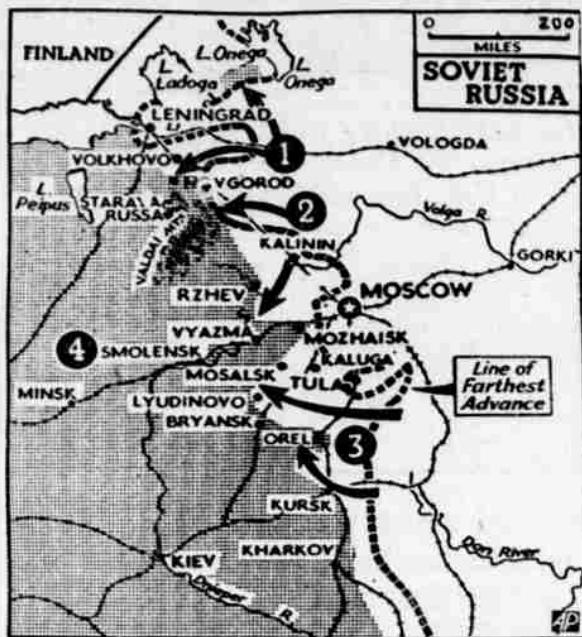 FINLAND
L. Onega
0 200
MILES
SOVIET
RUSSIA
L.
Ladoga
L.
Onega
LENINGRAD
1
VOLKHOVO
VOLOGDA
L.
Peipus
VGOROD
STARAYA
RUSSA
2
VALDAI
Volga R.
KALININ
GORKI
RZHEV
MOSCOW
VYAZMA
MOZHAISK
4
SMOLENSK
KALUGA
MOSALSK
TULA
Line of
Farthest
Advance
MINSK
LYUDINOVO
BRYANSK
OREL
3
KURSK
KHARKOV
Don River
KIEV
Dnieper R.
AP